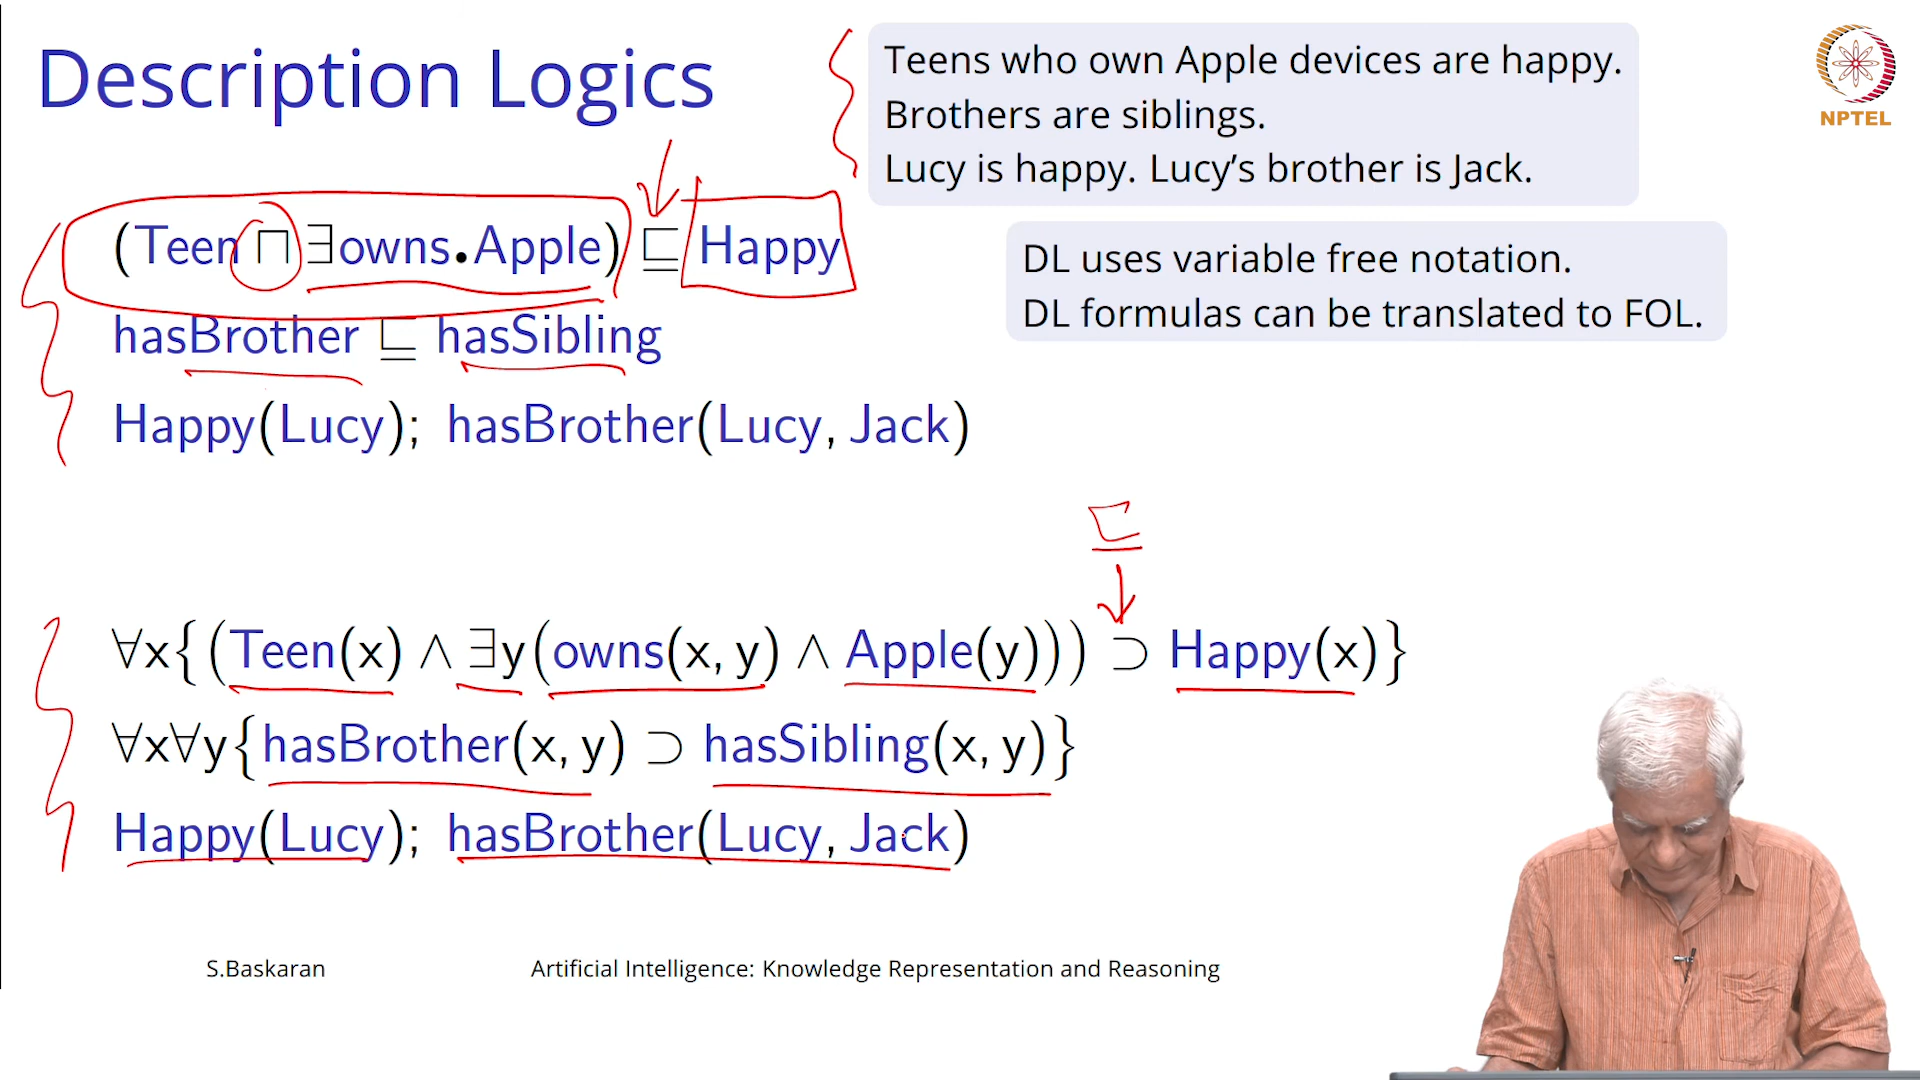 Description Logics
Teens who own Apple devices are happy.
Brothers are siblings.
Lucy is happy. Lucy’s brother is Jack.
NPTEL
(Teen ⊓ ∃owns.Apple) ⊑ Happy
DL uses variable free notation.
DL formulas can be translated to FOL.
hasBrother ⊑ hasSibling
Happy(Lucy); hasBrother(Lucy, Jack)
⊑
∀x{(Teen(x) ∧ ∃y(owns(x, y) ∧ Apple(y))) ⊃ Happy(x)}
∀x∀y{hasBrother(x, y) ⊃ hasSibling(x, y)}
Happy(Lucy); hasBrother(Lucy, Jack)
S.Baskaran
Artificial Intelligence: Knowledge Representation and Reasoning